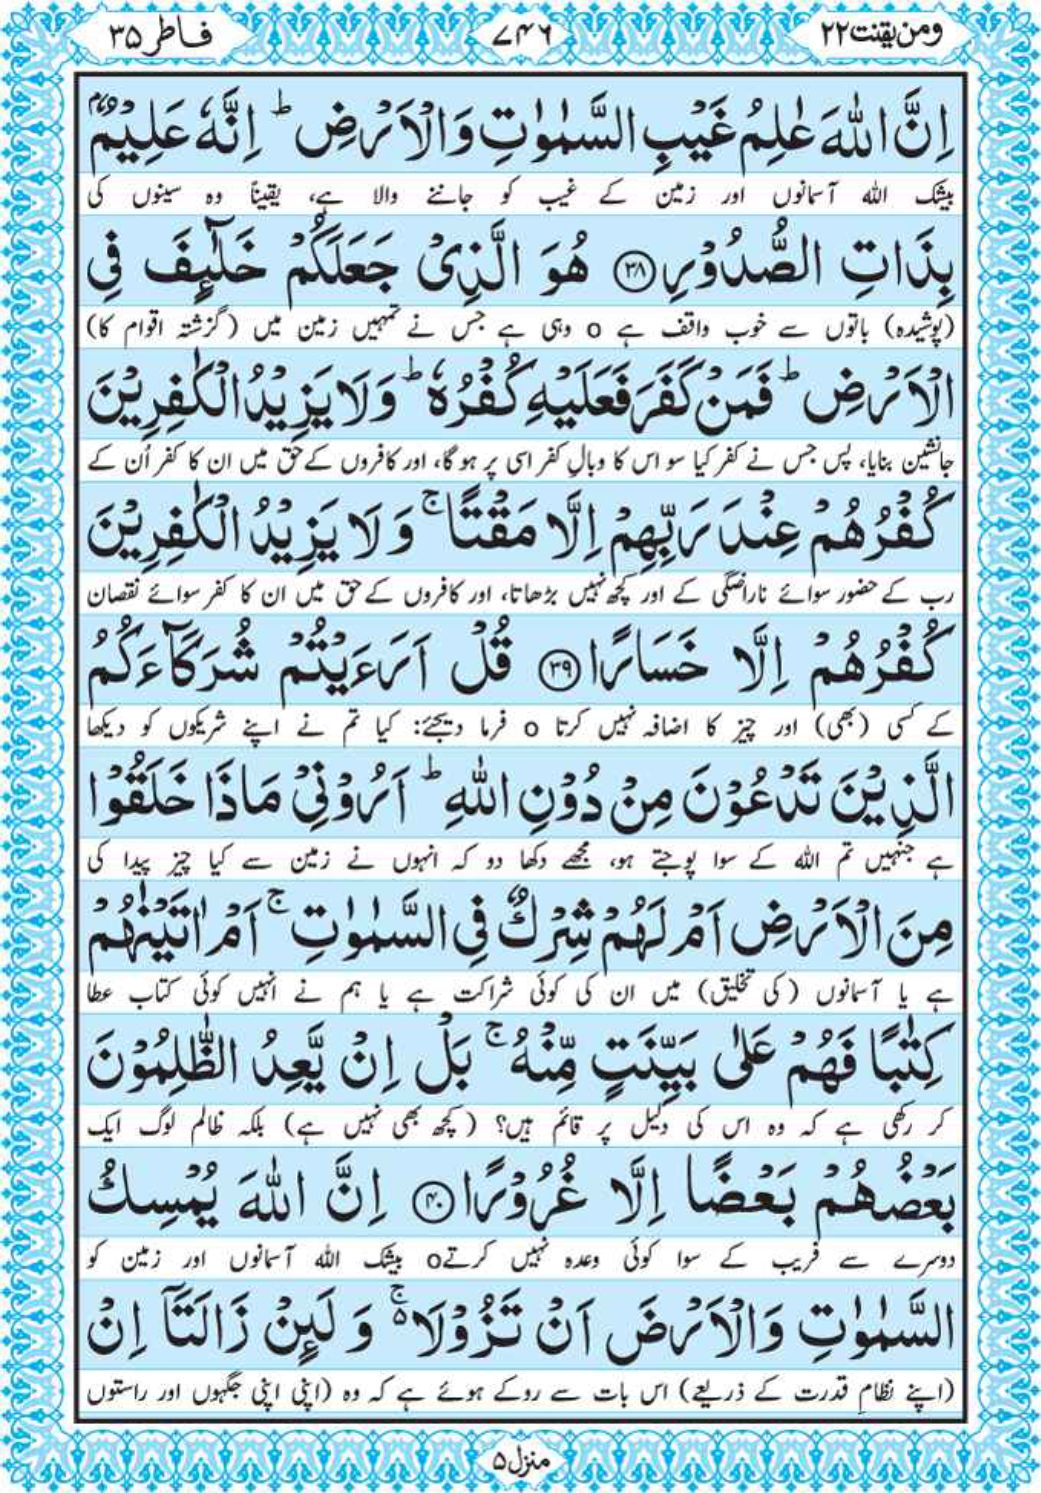 ومن یقنت ۲۲
۷۴۶
فاطر ۳۵
اِنَّ اللّٰهَ عٰلِمُ غَیْبِ السَّمٰوٰتِ وَالْاَرْضِ ؕ اِنَّهٗ عَلِیْمٌۢ
بیشک اللہ آسمانوں اور زمین کے غیب کو جاننے والا ہے، یقیناً وہ سینوں کی
بِذَاتِ الصُّدُوْرِ ﴿۳۸﴾ هُوَ الَّذِیْ جَعَلَكُمْ خَلٰٓئِفَ فِی
(پوشیدہ) باتوں سے خوب واقف ہے o وہی ہے جس نے تمہیں زمین میں (گزشتہ اقوام کا)
الْاَرْضِ ؕ فَمَنْ كَفَرَ فَعَلَیْهِ كُفْرُهٗ ؕ وَلَا یَزِیْدُ الْكٰفِرِیْنَ
جانشین بنایا، پس جس نے کفر کیا سو اس کا وبالِ کفر اسی پر ہو گا، اور کافروں کے حق میں ان کا کفر اُن کے
كُفْرُهُمْ عِنْدَ رَبِّهِمْ اِلَّا مَقْتًا ۚ وَ لَا یَزِیْدُ الْكٰفِرِیْنَ
رب کے حضور سوائے ناراضگی کے اور کچھ نہیں بڑھاتا، اور کافروں کے حق میں ان کا کفر سوائے نقصان
كُفْرُهُمْ اِلَّا خَسَارًا ﴿۳۹﴾ قُلْ اَرَءَیْتُمْ شُرَكَآءَكُمُ
کے کسی (بھی) اور چیز کا اضافہ نہیں کرتا o فرما دیجئے: کیا تم نے اپنے شریکوں کو دیکھا
الَّذِیْنَ تَدْعُوْنَ مِنْ دُوْنِ اللّٰهِ ؕ اَرُوْنِیْ مَاذَا خَلَقُوْا
ہے جنہیں تم اللہ کے سوا پوجتے ہو، مجھے دکھا دو کہ انہوں نے زمین سے کیا چیز پیدا کی
مِنَ الْاَرْضِ اَمْ لَهُمْ شِرْكٌ فِی السَّمٰوٰتِ ۚ اَمْ اٰتَیْنٰهُمْ
ہے یا آسمانوں (کی تخلیق) میں ان کی کوئی شراکت ہے یا ہم نے انہیں کوئی کتاب عطا
كِتٰبًا فَهُمْ عَلٰی بَیِّنَتٍ مِّنْهُ ۚ بَلْ اِنْ یَّعِدُ الظّٰلِمُوْنَ
کر رکھی ہے کہ وہ اس کی دلیل پر قائم ہیں؟ (کچھ بھی نہیں ہے) بلکہ ظالم لوگ ایک
بَعْضُهُمْ بَعْضًا اِلَّا غُرُوْرًا ﴿۴۰﴾ اِنَّ اللّٰهَ یُمْسِكُ
دوسرے سے فریب کے سوا کوئی وعدہ نہیں کرتے o بیشک اللہ آسمانوں اور زمین کو
السَّمٰوٰتِ وَالْاَرْضَ اَنْ تَزُوْلَا ۚ۬ وَ لَئِنْ زَالَتَاۤ اِنْ
(اپنے نظامِ قدرت کے ذریعے) اس بات سے روکے ہوئے ہے کہ وہ (اپنی اپنی جگہوں اور راستوں
منزل ۵